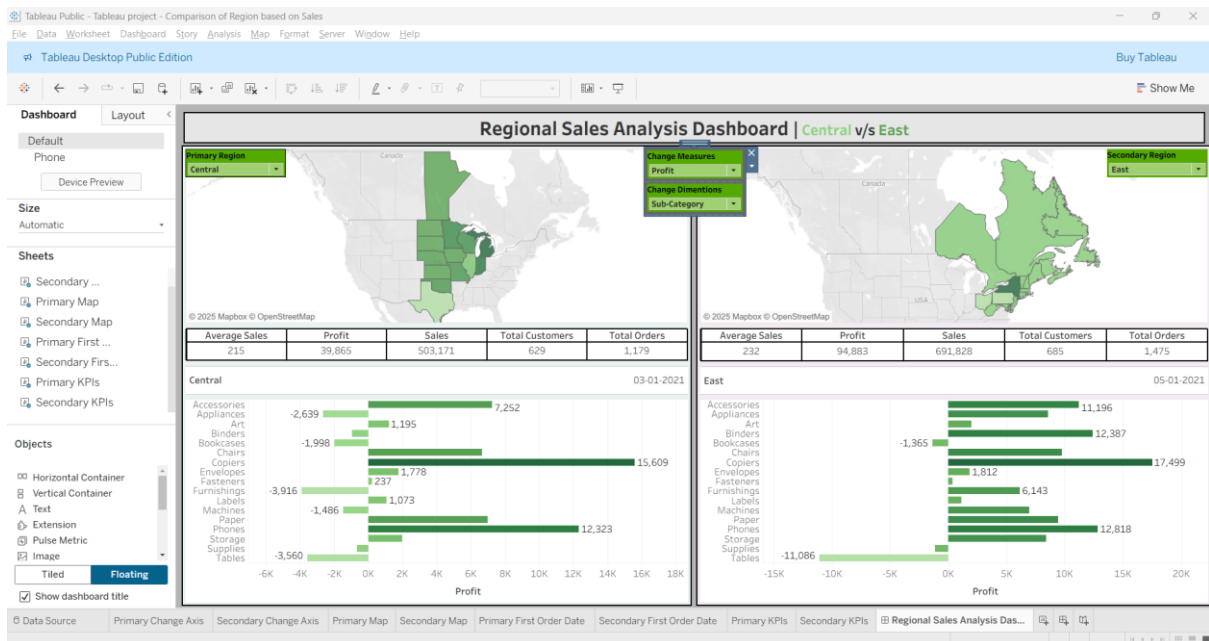 Tableau Public - Tableau project - Comparison of Region based on Sales
File Data Worksheet Dashboard Story Analysis Map Format Server Window Help
Tableau Desktop Public Edition Buy Tableau
Show Me
Dashboard Layout
Default
Phone
Device Preview
Size
Automatic
Sheets
Secondary ...
Primary Map
Secondary Map
Primary First ...
Secondary Firs...
Primary KPIs
Secondary KPIs
Objects
Horizontal Container
Vertical Container
Text
Extension
Pulse Metric
Image
Tiled Floating
Show dashboard title
Regional Sales Analysis Dashboard | Central v/s East
Primary Region
Central
Canada
© 2025 Mapbox © OpenStreetMap
Change Measures
Profit
Change Dimentions
Sub-Category
Secondary Region
East
Canada
USA
© 2025 Mapbox © OpenStreetMap
Average Sales Profit Sales Total Customers Total Orders
215 39,865 503,171 629 1,179
Average Sales Profit Sales Total Customers Total Orders
232 94,883 691,828 685 1,475
Central 03-01-2021
Accessories 7,252
Appliances -2,639
Art 1,195
Binders
Bookcases -1,998
Chairs
Copiers 15,609
Envelopes 1,778
Fasteners 237
Furnishings -3,916
Labels 1,073
Machines -1,486
Paper
Phones 12,323
Storage
Supplies
Tables -3,560
-6K -4K -2K 0K 2K 4K 6K 8K 10K 12K 14K 16K 18K
Profit
East 05-01-2021
Accessories 11,196
Appliances
Art
Binders 12,387
Bookcases -1,365
Chairs
Copiers 17,499
Envelopes 1,812
Fasteners
Furnishings 6,143
Labels
Machines
Paper
Phones 12,818
Storage
Supplies
Tables -11,086
-15K -10K -5K 0K 5K 10K 15K 20K
Profit
Data Source Primary Change Axis Secondary Change Axis Primary Map Secondary Map Primary First Order Date Secondary First Order Date Primary KPIs Secondary KPIs Regional Sales Analysis Das...